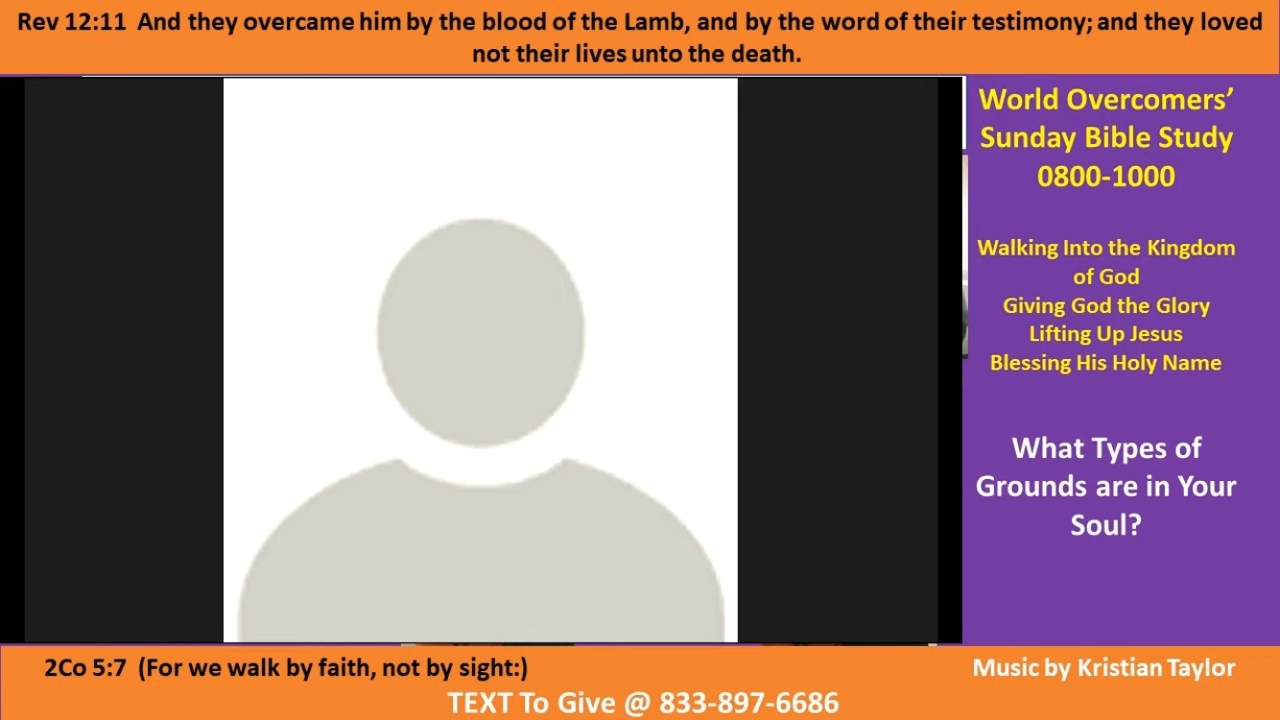 Rev 12:11 And they overcame him by the blood of the Lamb, and by the word of their testimony; and they loved
not their lives unto the death.
World Overcomers’
Sunday Bible Study
0800-1000
Walking Into the Kingdom
of God
Giving God the Glory
Lifting Up Jesus
Blessing His Holy Name
What Types of
Grounds are in Your
Soul?
2Co 5:7 (For we walk by faith, not by sight:)
Music by Kristian Taylor
TEXT To Give @ 833-897-6686